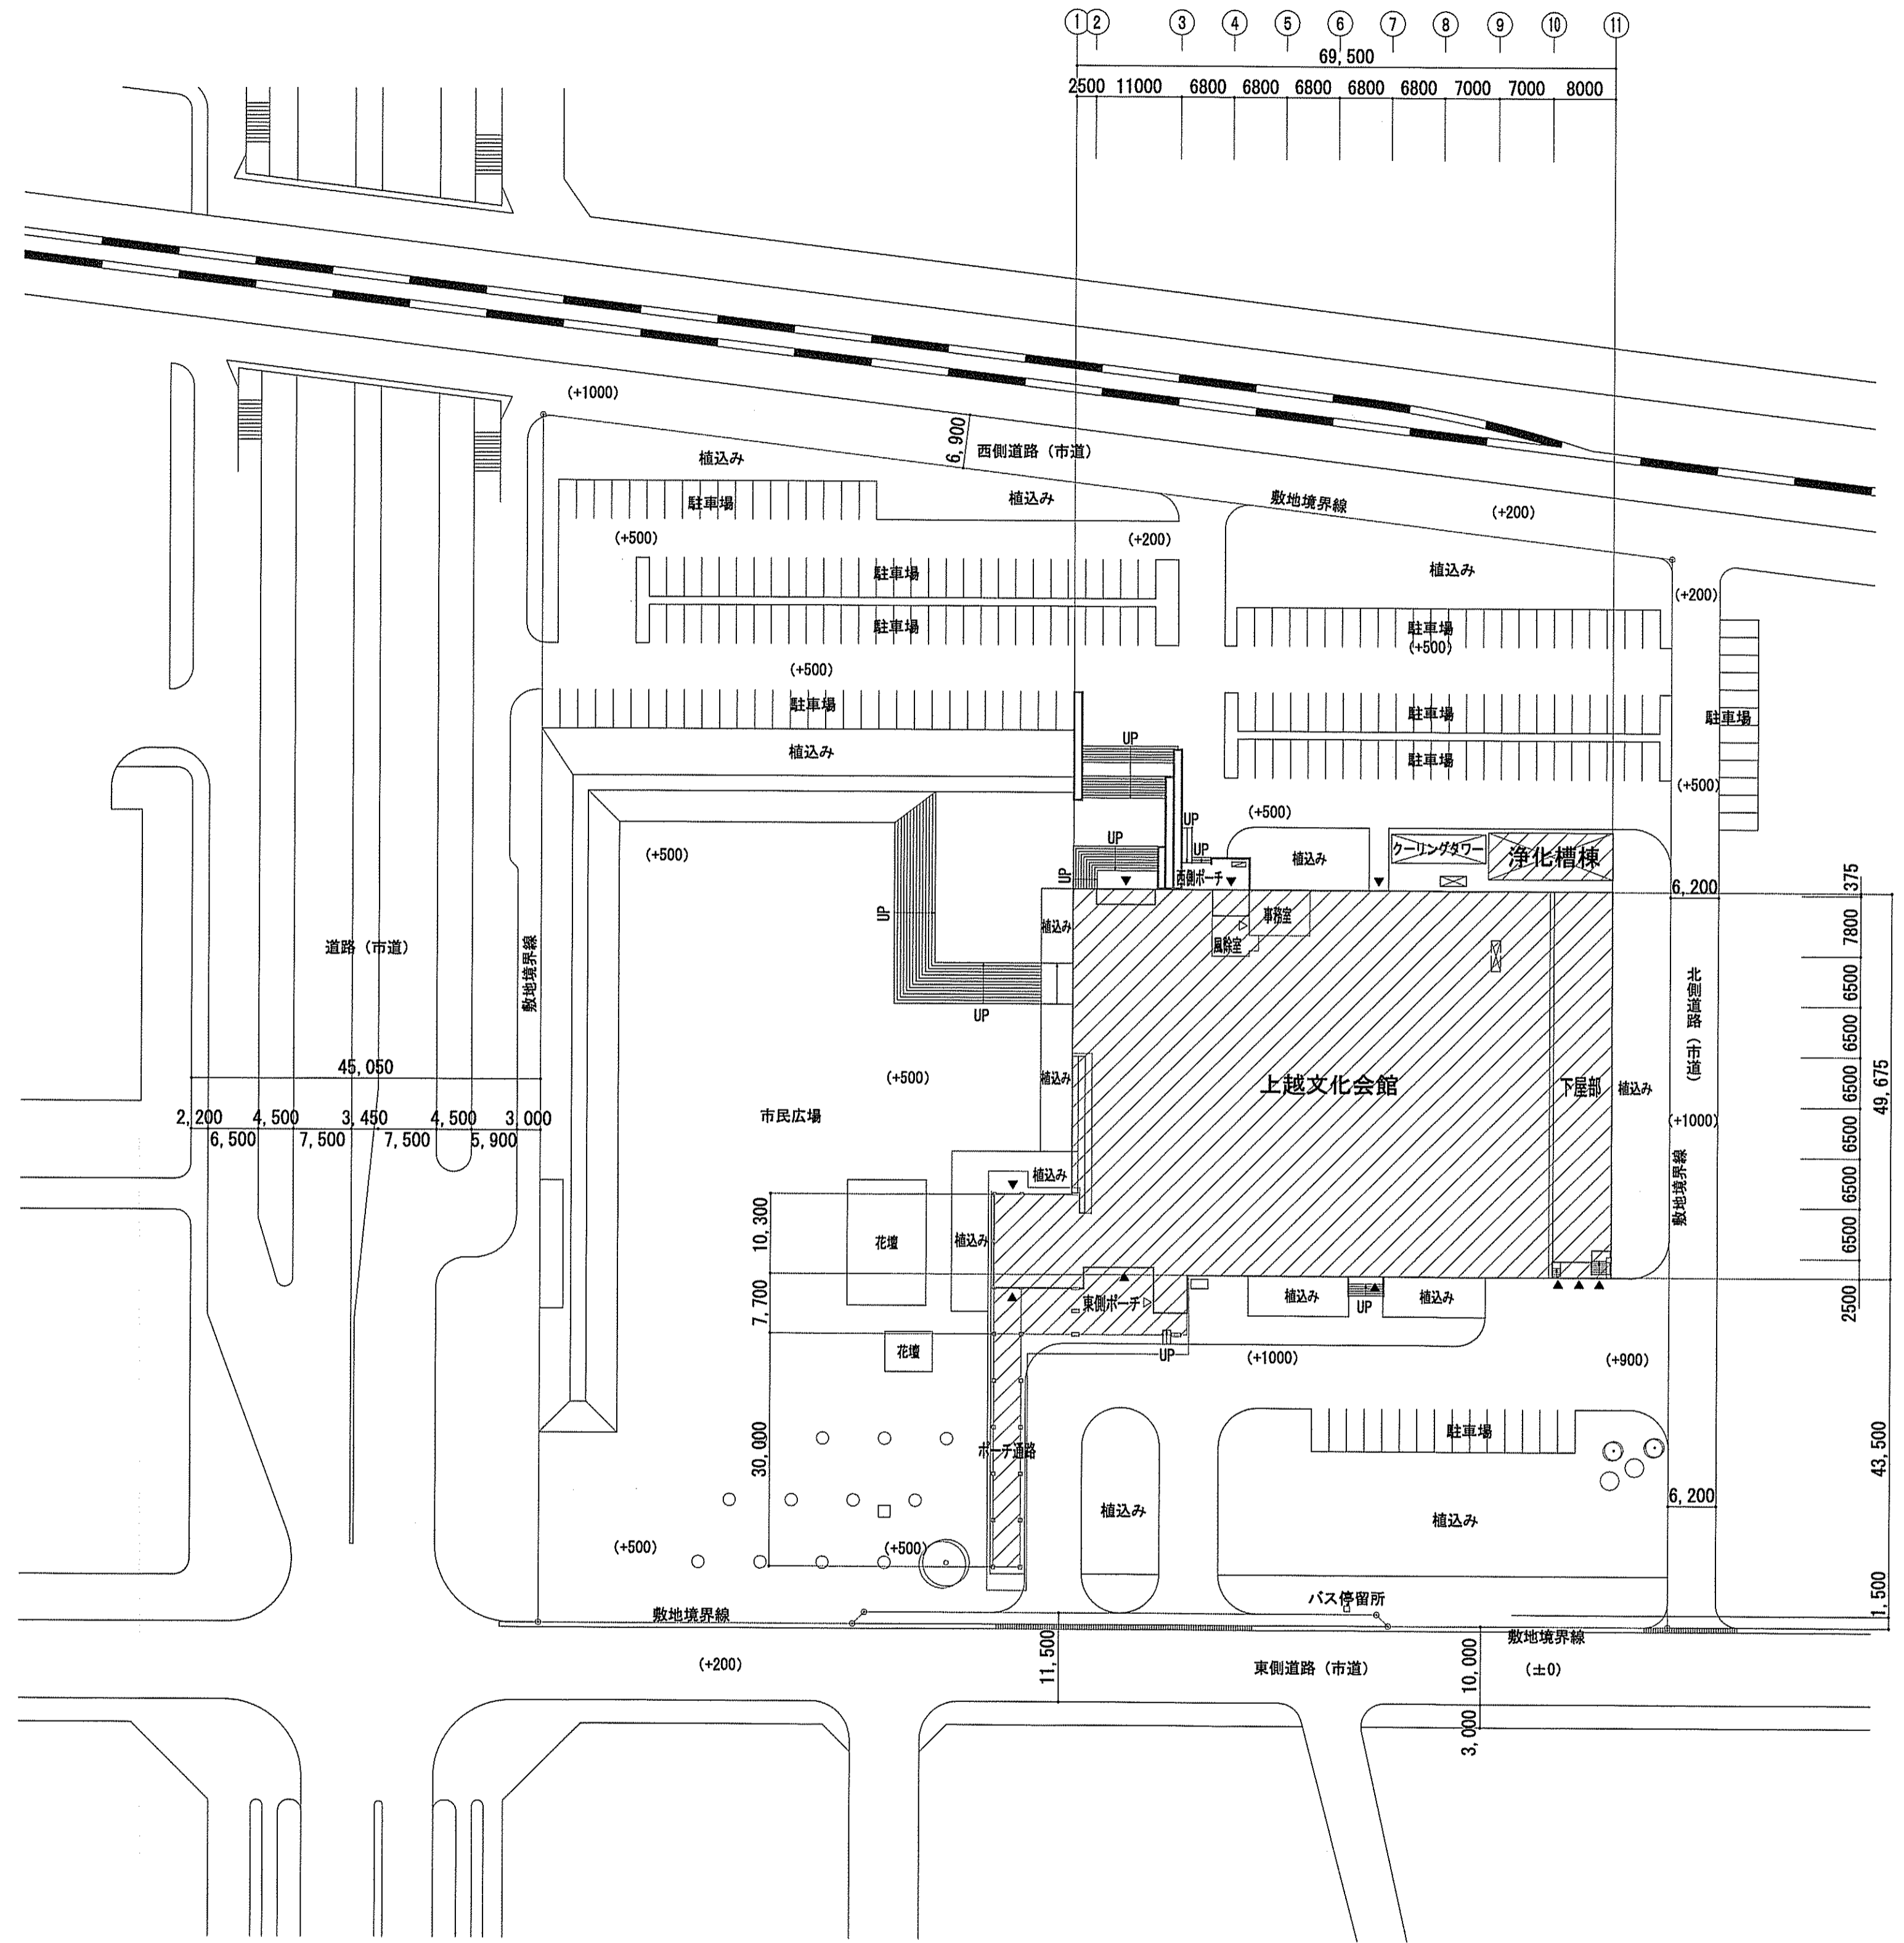 1 2 3 4 5 6 7 8 9 10 11
69,500
2500 11000 6800 6800 6800 6800 6800 7000 7000 8000
(+1000)
6,900
西側道路（市道）
植込み
駐車場
植込み
敷地境界線
(+200)
(+500)
(+200)
駐車場
植込み
(+200)
駐車場
駐車場
(+500)
(+500)
駐車場
駐車場
駐車場
UP
植込み
駐車場
(+500)
(+500)
UP
UP
UP
UP
西側ポーチ
植込み
クーリングタワー
浄化槽棟
(+500)
6,200
375
事務室
風除室
植込み
UP
7800
道路（市道）
敷地境界線
UP
北側道路（市道）
6500
6500
6500
6500
6500
6500
2500
49,675
45,050
(+500)
植込み
上越文化会館
下屋部
植込み
市民広場
(+1000)
2,200 4,500 3,450 4,500 3,000
6,500 7,500 7,500 5,900
植込み
敷地境界線
10,300
花壇
植込み
7,700
東側ポーチ
植込み
UP
植込み
花壇
UP
(+1000)
(+900)
30,000
ポーチ通路
駐車場
43,500
植込み
植込み
6,200
(+500)
(+500)
バス停留所
1,500
敷地境界線
敷地境界線
11,500
(+200)
東側道路（市道）
10,000
(±0)
3,000